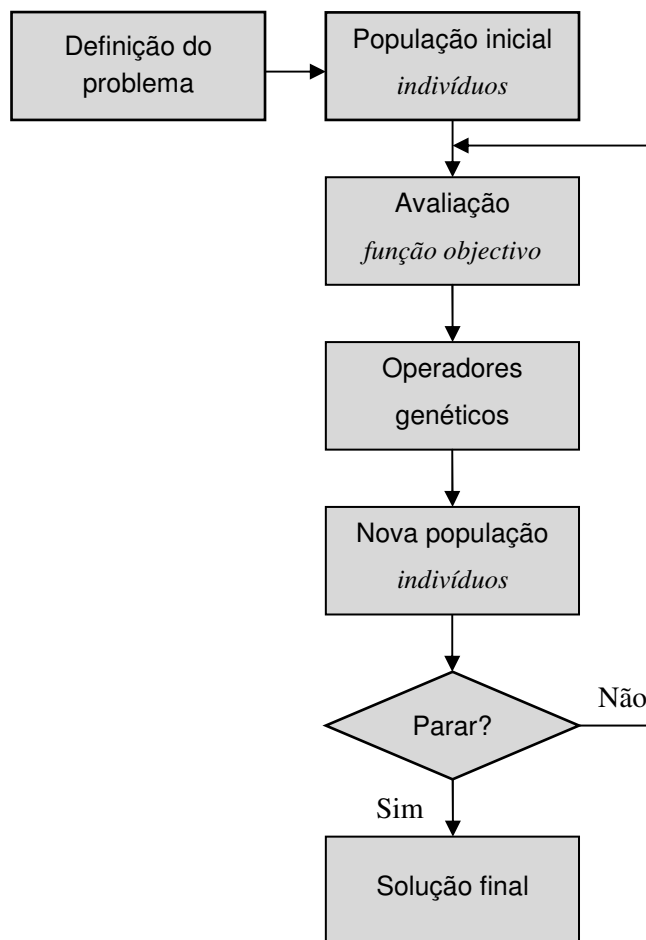 Definição do
problema
População inicial
indivíduos
Avaliação
função objectivo
Operadores
genéticos
Nova população
indivíduos
Parar?
Não
Sim
Solução final